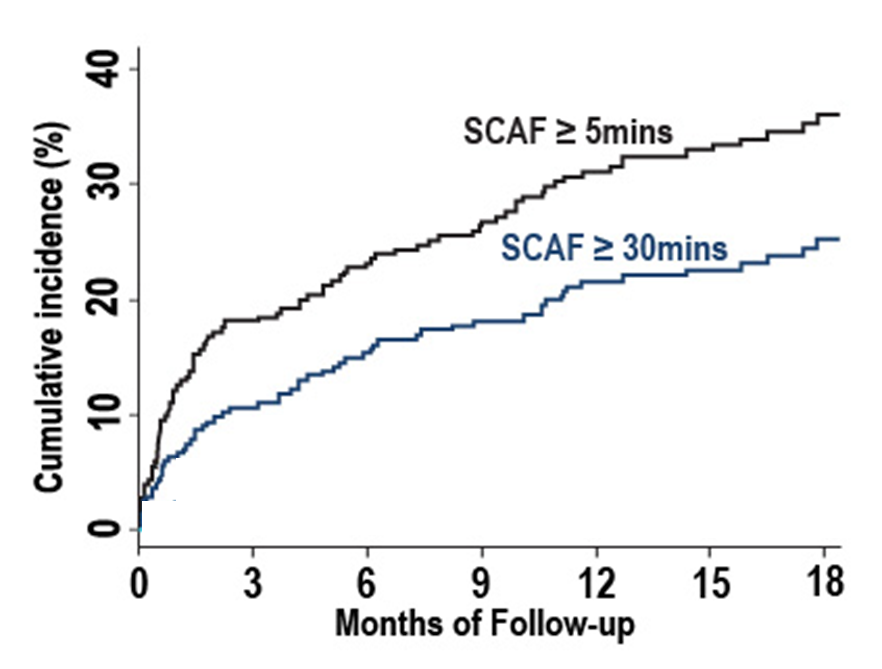 Cumulative incidence (%)
40
30
20
10
0
SCAF ≥ 5mins
SCAF ≥ 30mins
0 3 6 9 12 15 18
Months of Follow-up